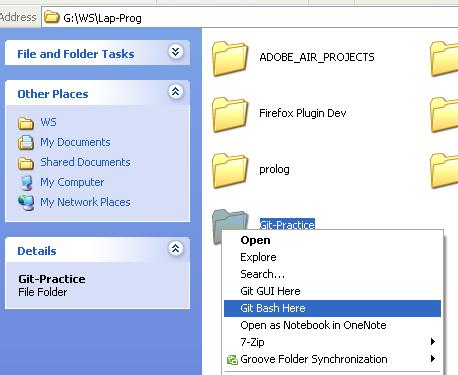 Address G:\WS\Lap-Prog
File and Folder Tasks
Other Places
WS
My Documents
Shared Documents
My Computer
My Network Places
Details
Git-Practice
File Folder
ADOBE_AIR_PROJECTS
Firefox Plugin Dev
prolog
Git-Practice
Open
Explore
Search...
Git GUI Here
Git Bash Here
Open as Notebook in OneNote
7-Zip
Groove Folder Synchronization